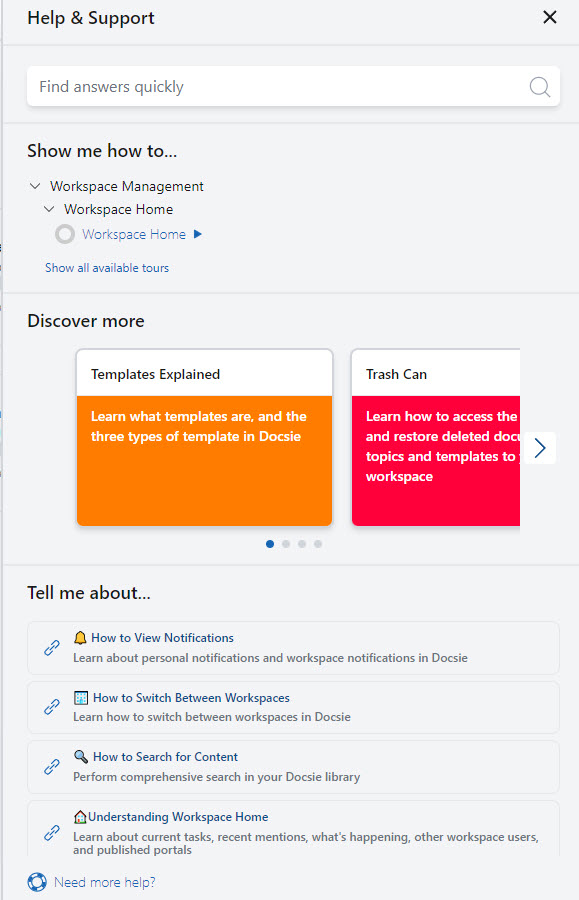 Help & Support
Find answers quickly
Show me how to...
Workspace Management
Workspace Home
Workspace Home
Show all available tours
Discover more
Templates Explained
Learn what templates are, and the
three types of template in Docsie
Trash Can
Learn how to access the
and restore deleted
topics and templates to
workspace
Tell me about...
How to View Notifications
Learn about personal notifications and workspace notifications in Docsie
How to Switch Between Workspaces
Learn how to switch between workspaces in Docsie
How to Search for Content
Perform comprehensive search in your Docsie library
Understanding Workspace Home
Learn about current tasks, recent mentions, what's happening, other workspace users,
and published portals
Need more help?